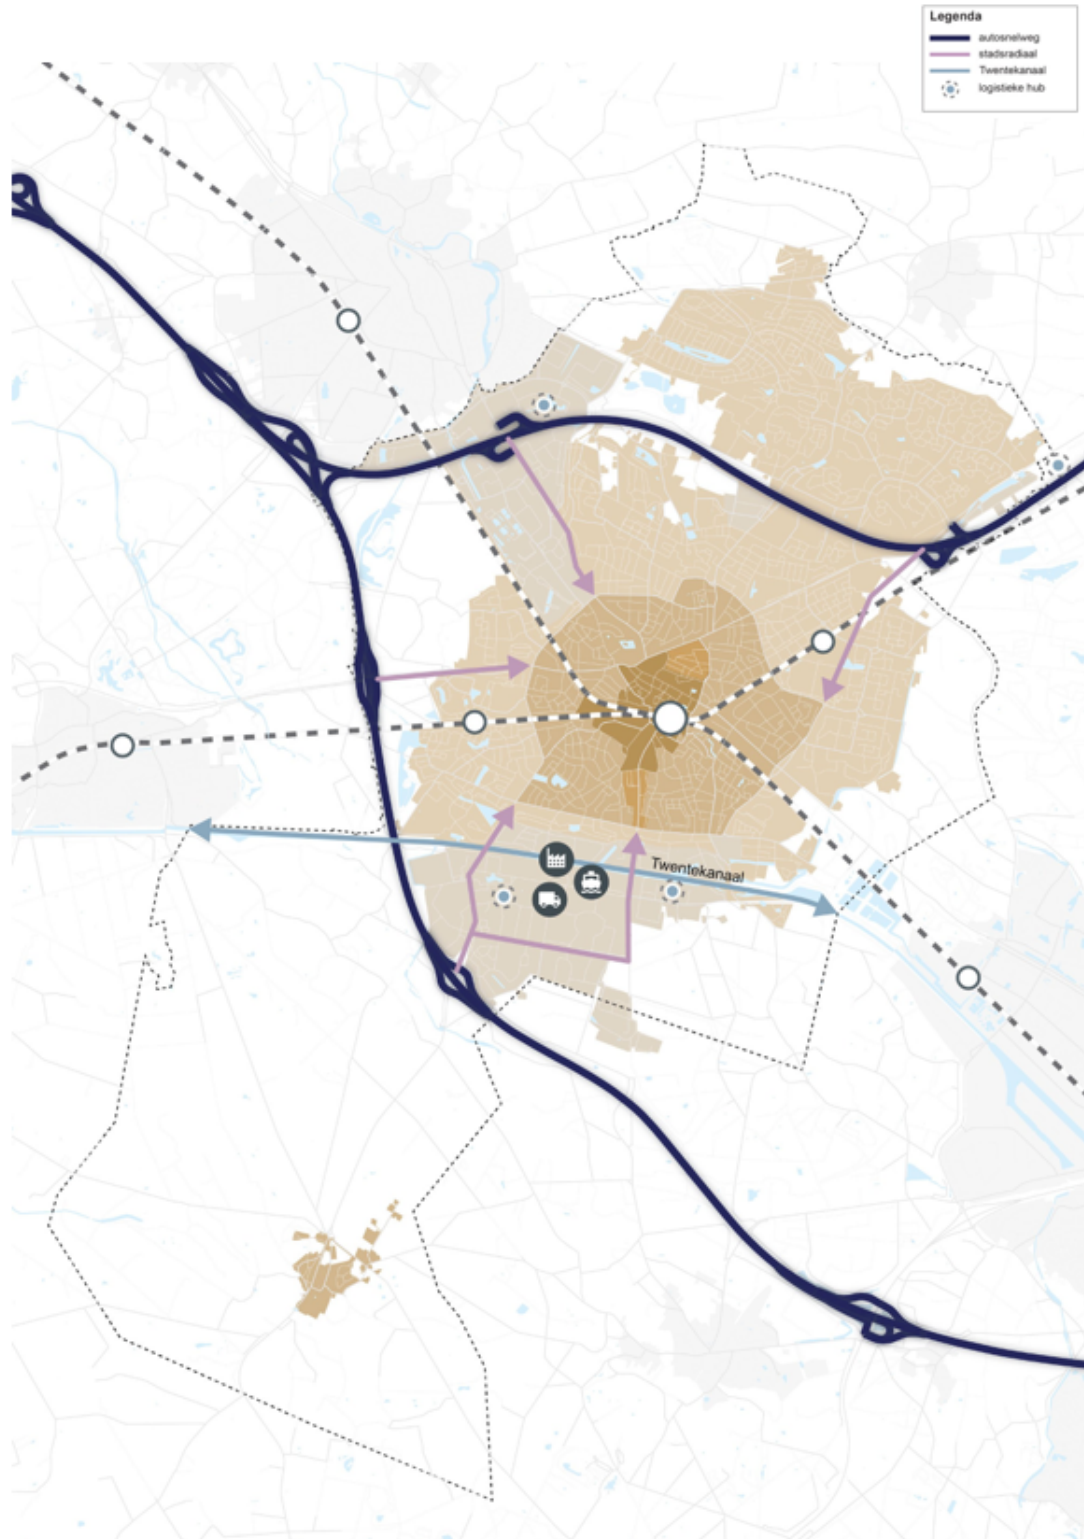 Legenda
autosnelweg
stadsradiaal
Twentekanaal
logistieke hub
Twentekanaal